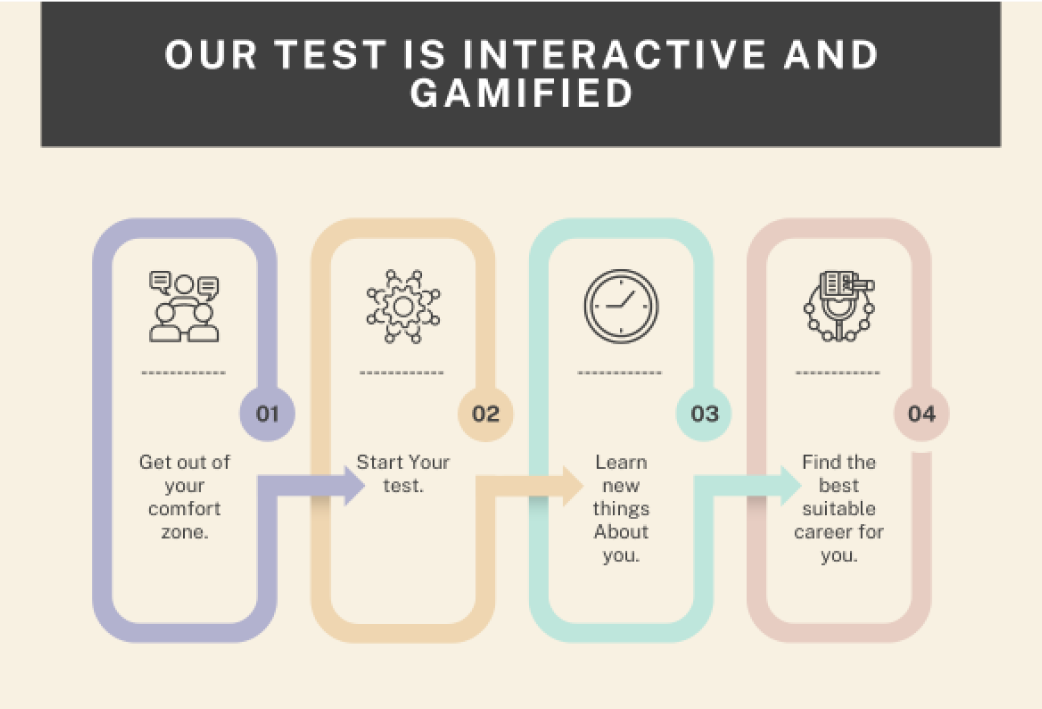 OUR TEST IS INTERACTIVE AND
GAMIFIED
01
Get out of
your
comfort
zone.
02
Start Your
test.
03
Learn
new
things
About
you.
04
Find the
best
suitable
career for
you.